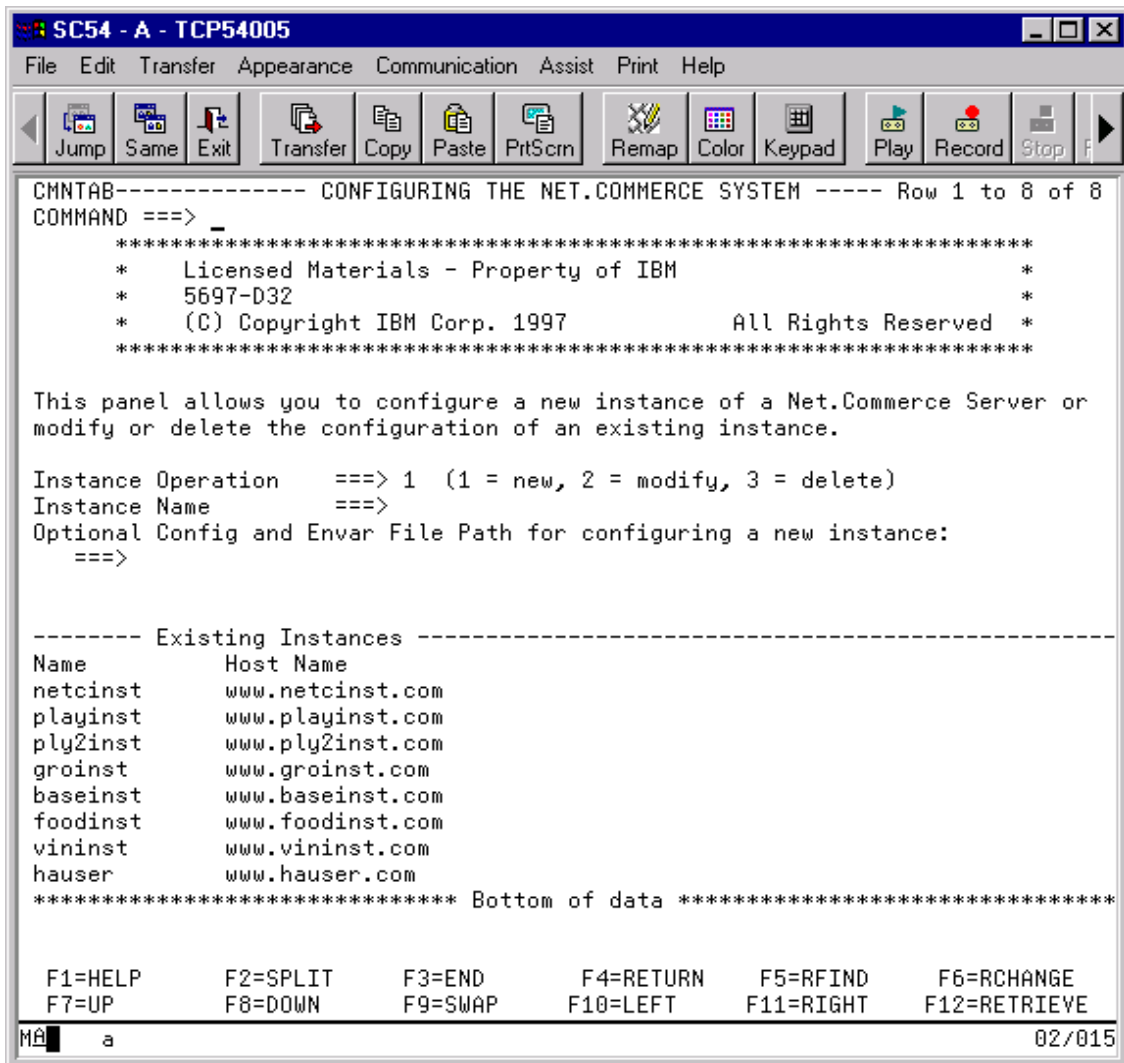 SC54 - A - TCP54005
File Edit Transfer Appearance Communication Assist Print Help
Jump Same Exit Transfer Copy Paste PrtScrn Remap Color Keypad Play Record Stop
CMNTAB-------------- CONFIGURING THE NET.COMMERCE SYSTEM ----- Row 1 to 8 of 8
COMMAND ===> _
*******************************************************************
* Licensed Materials - Property of IBM *
* 5697-D32 *
* (C) Copyright IBM Corp. 1997 All Rights Reserved *
*******************************************************************
This panel allows you to configure a new instance of a Net.Commerce Server or
modify or delete the configuration of an existing instance.
Instance Operation ===> 1 (1 = new, 2 = modify, 3 = delete)
Instance Name ===>
Optional Config and Envar File Path for configuring a new instance:
===>
-------- Existing Instances ---------------------------------------------------
Name Host Name
netcinst www.netcinst.com
playinst www.playinst.com
ply2inst www.ply2inst.com
groinst www.groinst.com
baseinst www.baseinst.com
foodinst www.foodinst.com
vininst www.vininst.com
hauser www.hauser.com
******************************* Bottom of data ********************************
F1=HELP F2=SPLIT F3=END F4=RETURN F5=RFIND F6=RCHANGE
F7=UP F8=DOWN F9=SWAP F10=LEFT F11=RIGHT F12=RETRIEVE
MA a 02/015